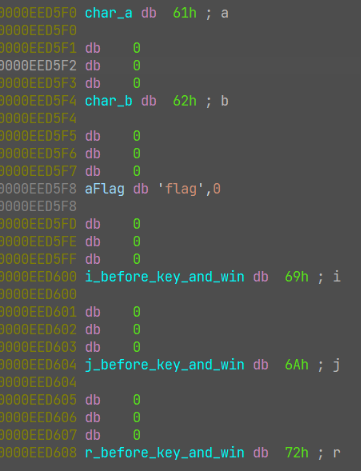 0000EED5F0 char_a db 61h ; a
0000EED5F0
0000EED5F1 db 0
0000EED5F2 db 0
0000EED5F3 db 0
0000EED5F4 char_b db 62h ; b
0000EED5F4
0000EED5F5 db 0
0000EED5F6 db 0
0000EED5F7 db 0
0000EED5F8 aFlag db 'flag',0
0000EED5F8
0000EED5FD db 0
0000EED5FE db 0
0000EED5FF db 0
0000EED600 i_before_key_and_win db 69h ; i
0000EED600
0000EED601 db 0
0000EED602 db 0
0000EED603 db 0
0000EED604 j_before_key_and_win db 6Ah ; j
0000EED604
0000EED605 db 0
0000EED606 db 0
0000EED607 db 0
0000EED608 r_before_key_and_win db 72h ; r